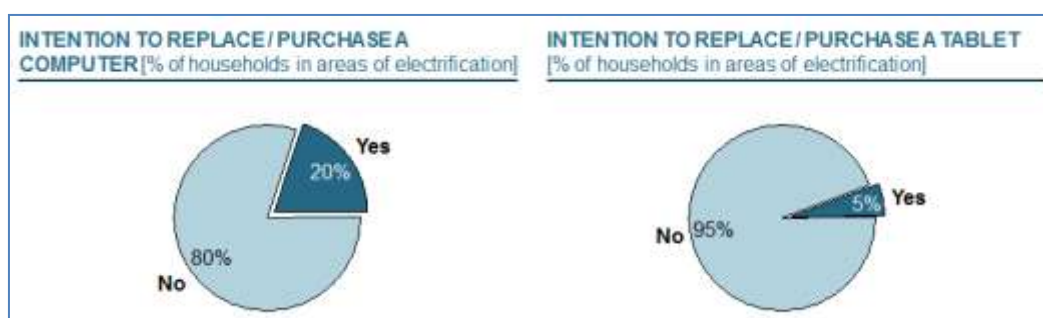 INTENTION TO REPLACE / PURCHASE A
COMPUTER [% of households in areas of electrification]
Yes
20%
80%
No
INTENTION TO REPLACE / PURCHASE A TABLET
[% of households in areas of electrification]
Yes
5%
No 95%